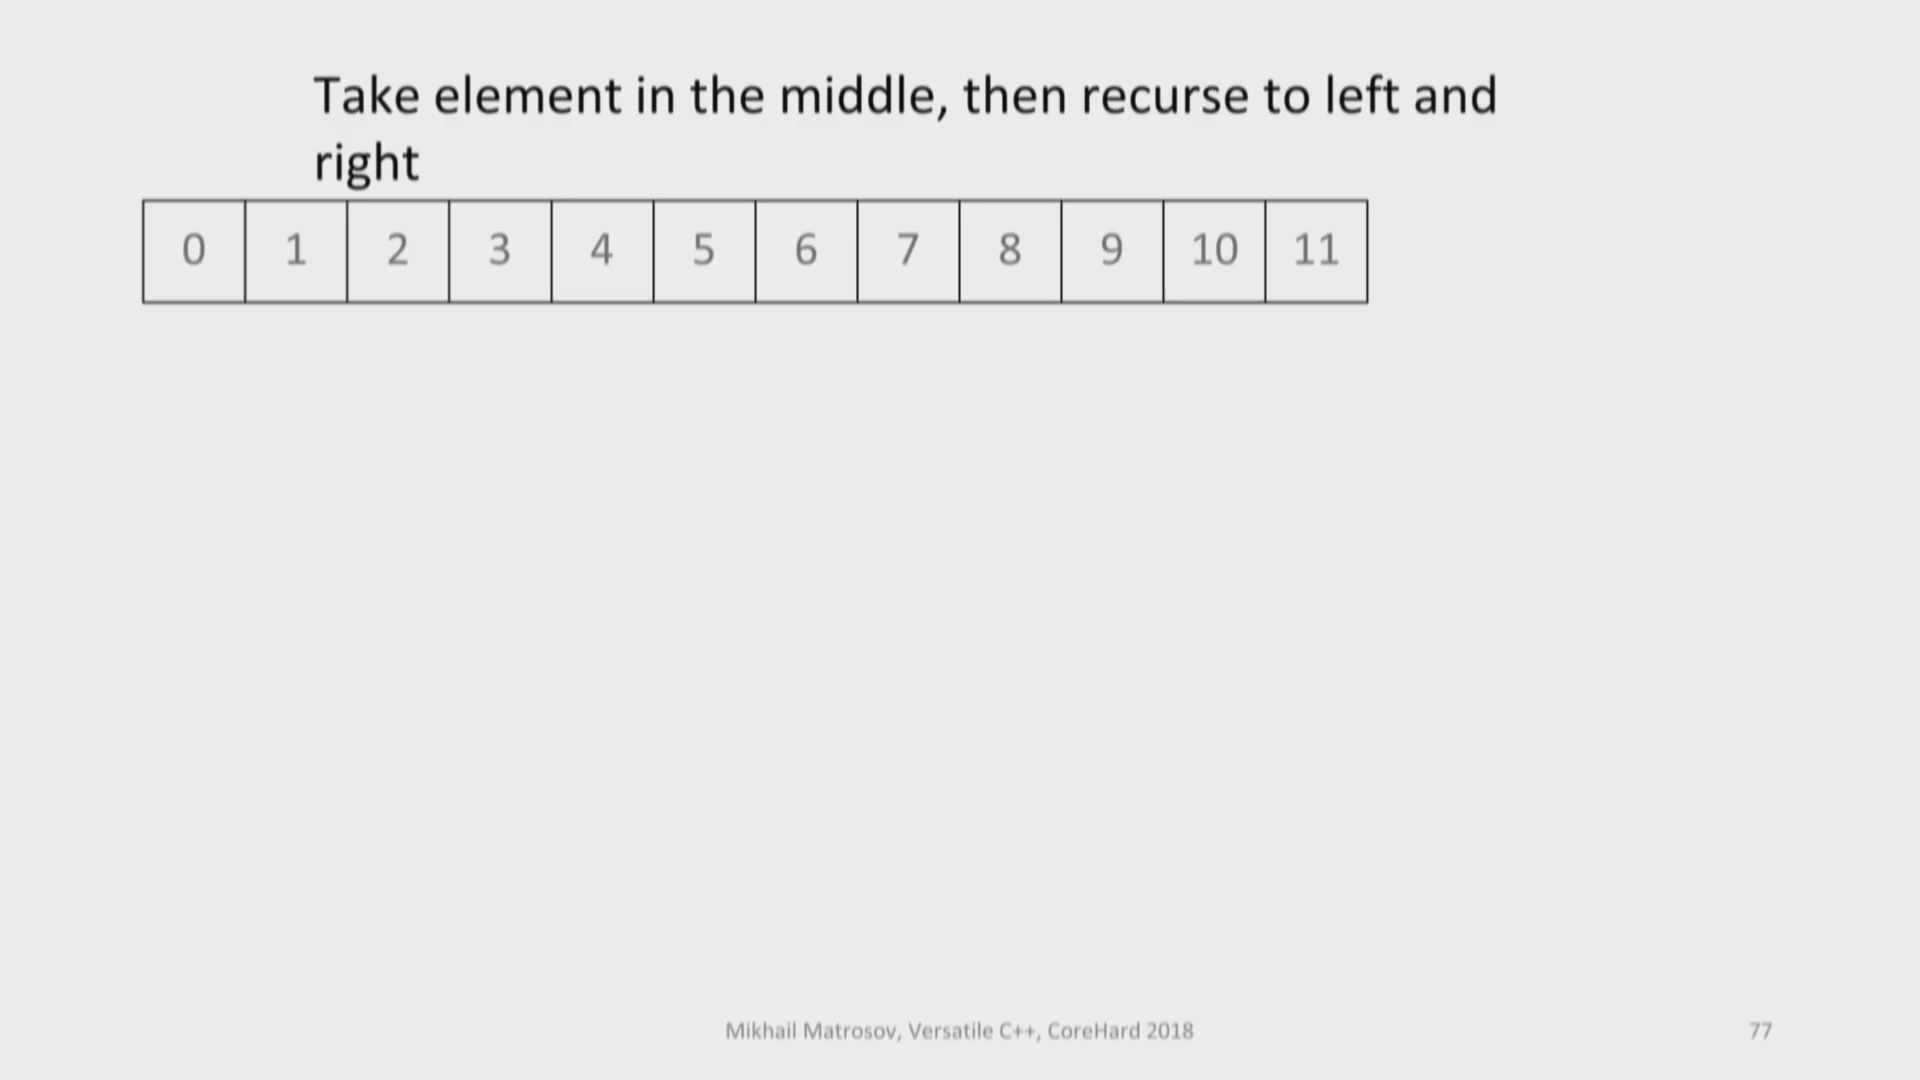 Take element in the middle, then recurse to left and
right
0 1 2 3 4 5 6 7 8 9 10 11
Mikhail Matrosov, Versatile C++, CoreHard 2018
77